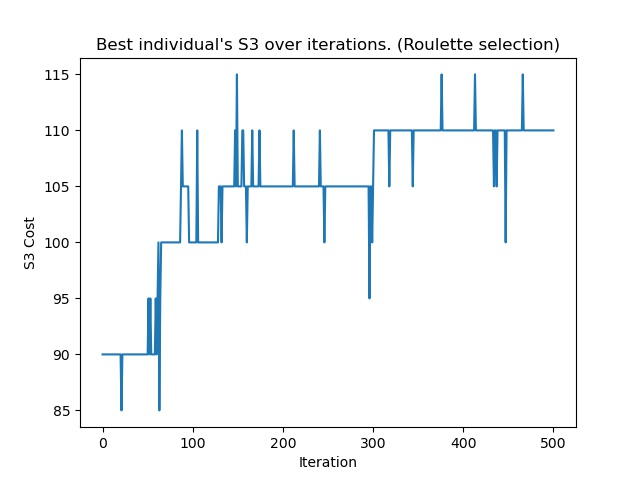 Best individual's S3 over iterations. (Roulette selection)
115
110
105
100
95
90
85
S3 Cost
0 100 200 300 400 500
Iteration